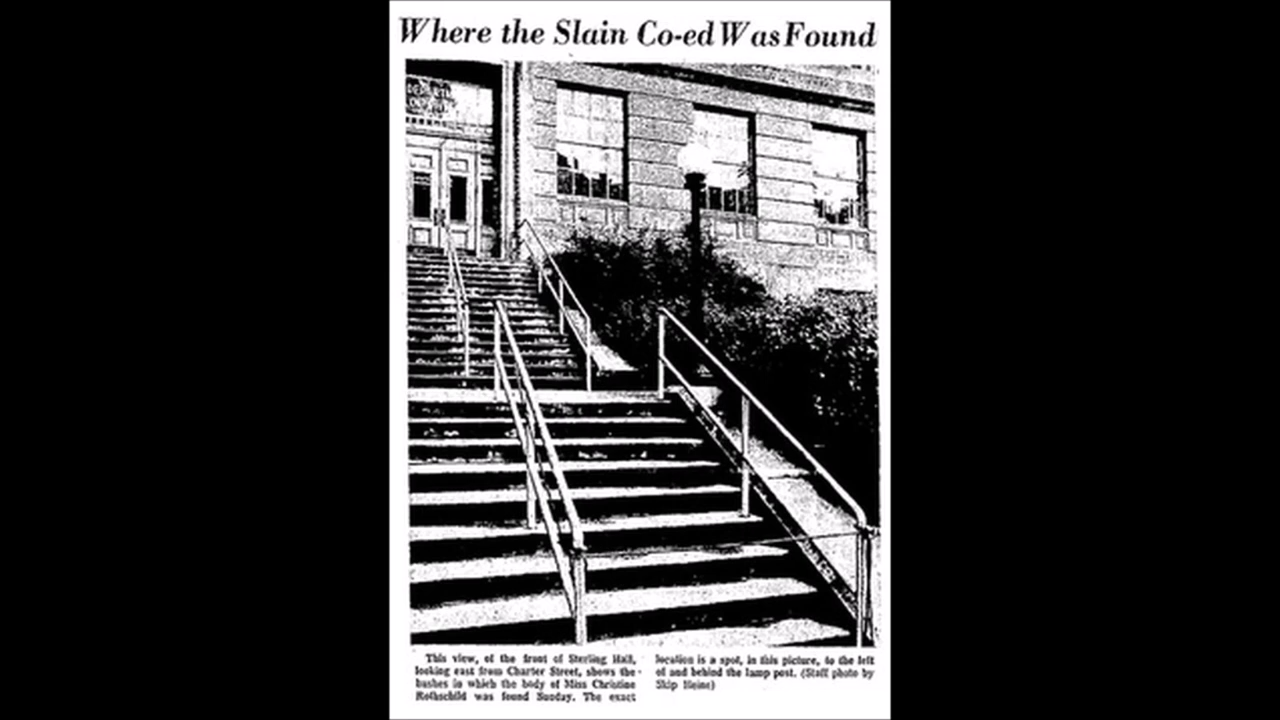 Where the Slain Co-ed Was Found
This view, of the front of Sterling Hall,
looking east from Charter Street, shows the
bushes in which the body of Miss Christine
Rothschild was found Sunday. The exact
location is a spot, in this picture, to the left
of and behind the lamp post. (Staff photo by
Skip Heine)